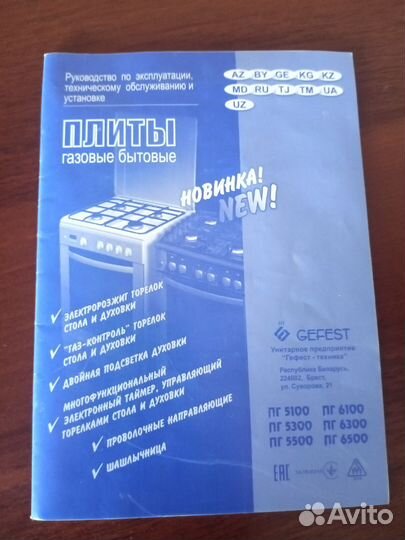 Руководство по эксплуатации,
техническому обслуживанию и
установке
AZ BY GE KG KZ
MD RU TJ TM UA
UZ
ПЛИТЫ
газовые бытовые
НОВИНКА!
NEW!
ЭЛЕКТРОРОЗЖИГ ГОРЕЛОК
СТОЛА И ДУХОВКИ
"ГАЗ-КОНТРОЛЬ" ГОРЕЛОК
СТОЛА И ДУХОВКИ
ДВОЙНАЯ ПОДСВЕТКА ДУХОВКИ
МНОГОФУНКЦИОНАЛЬНЫЙ
ЭЛЕКТРОННЫЙ ТАЙМЕР, УПРАВЛЯЮЩИЙ
ГОРЕЛКАМИ СТОЛА И ДУХОВКИ
ПРОВОЛОЧНЫЕ НАПРАВЛЯЮЩИЕ
ШАШЛЫЧНИЦА
GEFEST
Унитарное предприятие
"Гефест - техника"
Республика Беларусь,
224002, Брест,
ул. Суворова, 21
ПГ 5100 ПГ 6100
ПГ 5300 ПГ 6300
ПГ 5500 ПГ 6500
EAC
Avito